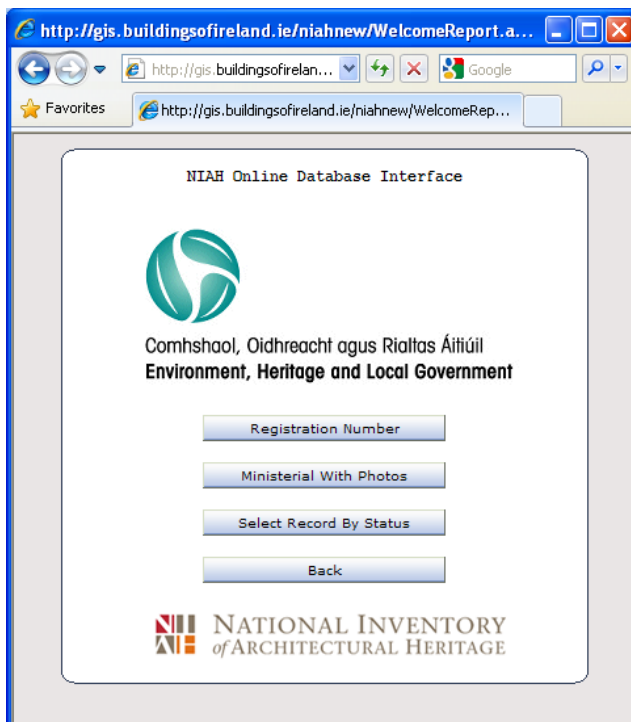 http://gis.buildingsofireland.ie/niahnew/WelcomeReport.a...
http://gis.buildingsofirelan...
Google
Favorites
http://gis.buildingsofireland.ie/niahnew/WelcomeRep...
NIAH Online Database Interface
Comhshaol, Oidhreacht agus Rialtas Áitiúil
Environment, Heritage and Local Government
Registration Number
Ministerial With Photos
Select Record By Status
Back
NIAH
NATIONAL INVENTORY
of ARCHITECTURAL HERITAGE